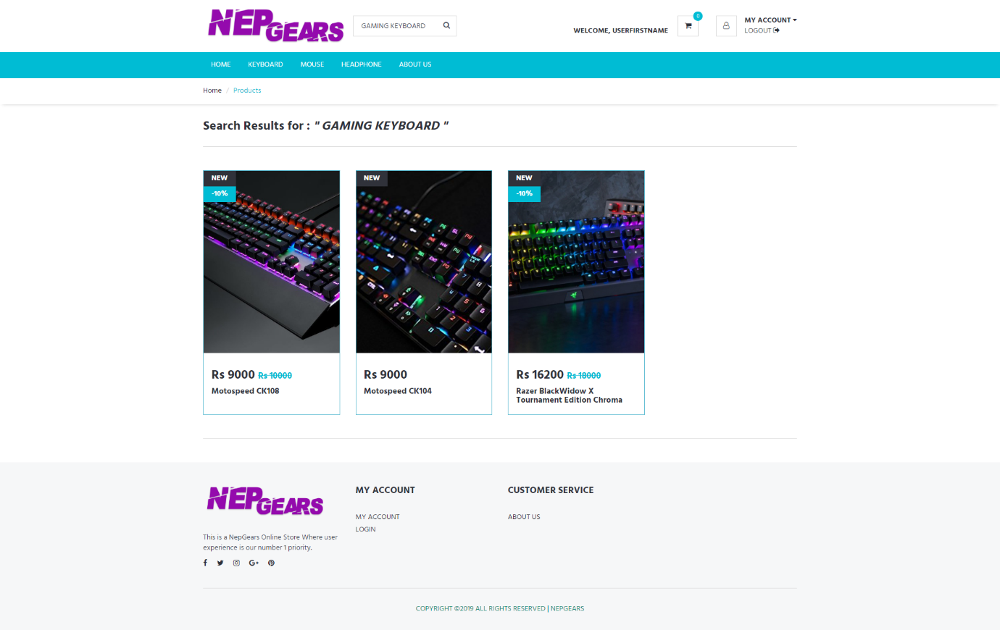 NEPGEARS
GAMING KEYBOARD
WELCOME, USERFIRSTNAME
0
MY ACCOUNT
LOGOUT
HOME KEYBOARD MOUSE HEADPHONE ABOUT US
Home / Products
Search Results for : " GAMING KEYBOARD "
NEW
-10%
Rs 9000 Rs 10000
Motospeed CK108
NEW
Rs 9000
Motospeed CK104
NEW
-10%
Rs 16200 Rs 18000
Razer BlackWidow X
Tournament Edition Chroma
NEPGEARS
This is a NepGears Online Store Where user
experience is our number 1 priority.
MY ACCOUNT
MY ACCOUNT
LOGIN
CUSTOMER SERVICE
ABOUT US
COPYRIGHT ©2019 ALL RIGHTS RESERVED | NEPGEARS